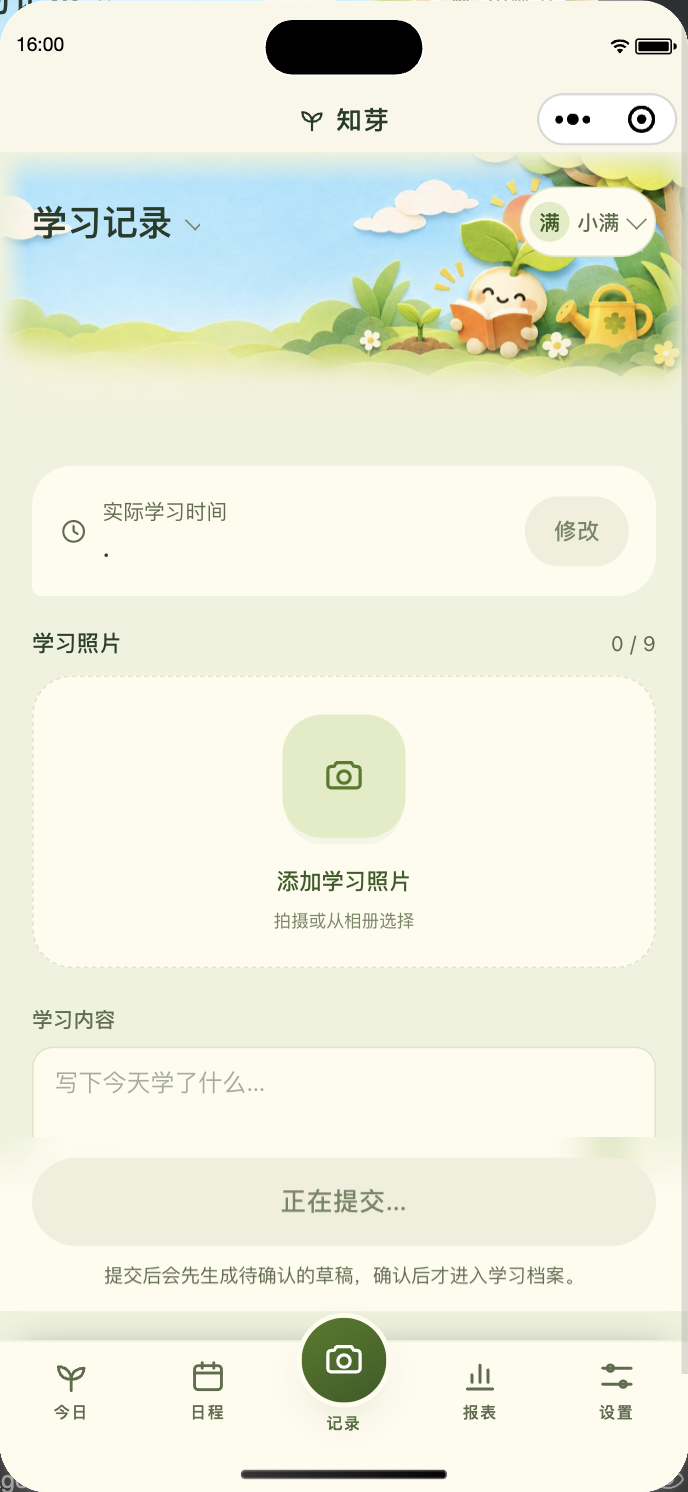 16:00
知芽
学习记录
满 小满
实际学习时间
·
修改
学习照片
0 / 9
添加学习照片
拍摄或从相册选择
学习内容
写下今天学了什么...
正在提交...
提交后会先生成待确认的草稿，确认后才进入学习档案。
今日
日程
记录
报表
设置